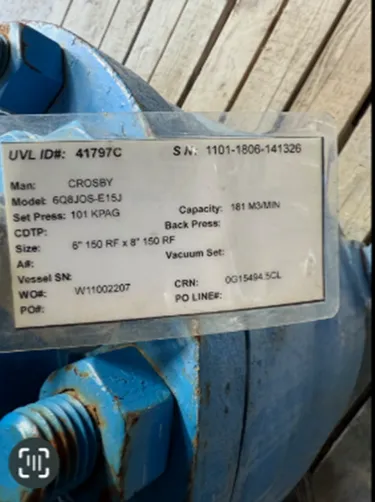 UVL ID#: 41797C S N: 1101-1806-141326
Man: CROSBY
Model: 6Q8JOS-E15J
Set Press: 101 KPAG Capacity: 181 M3/MIN
CDTP: Back Press:
Size: 6" 150 RF x 8" 150 RF
A#: Vacuum Set:
Vessel SN:
WO#: W11002207 CRN: 0G15494.5CL
PO#: PO LINE#: